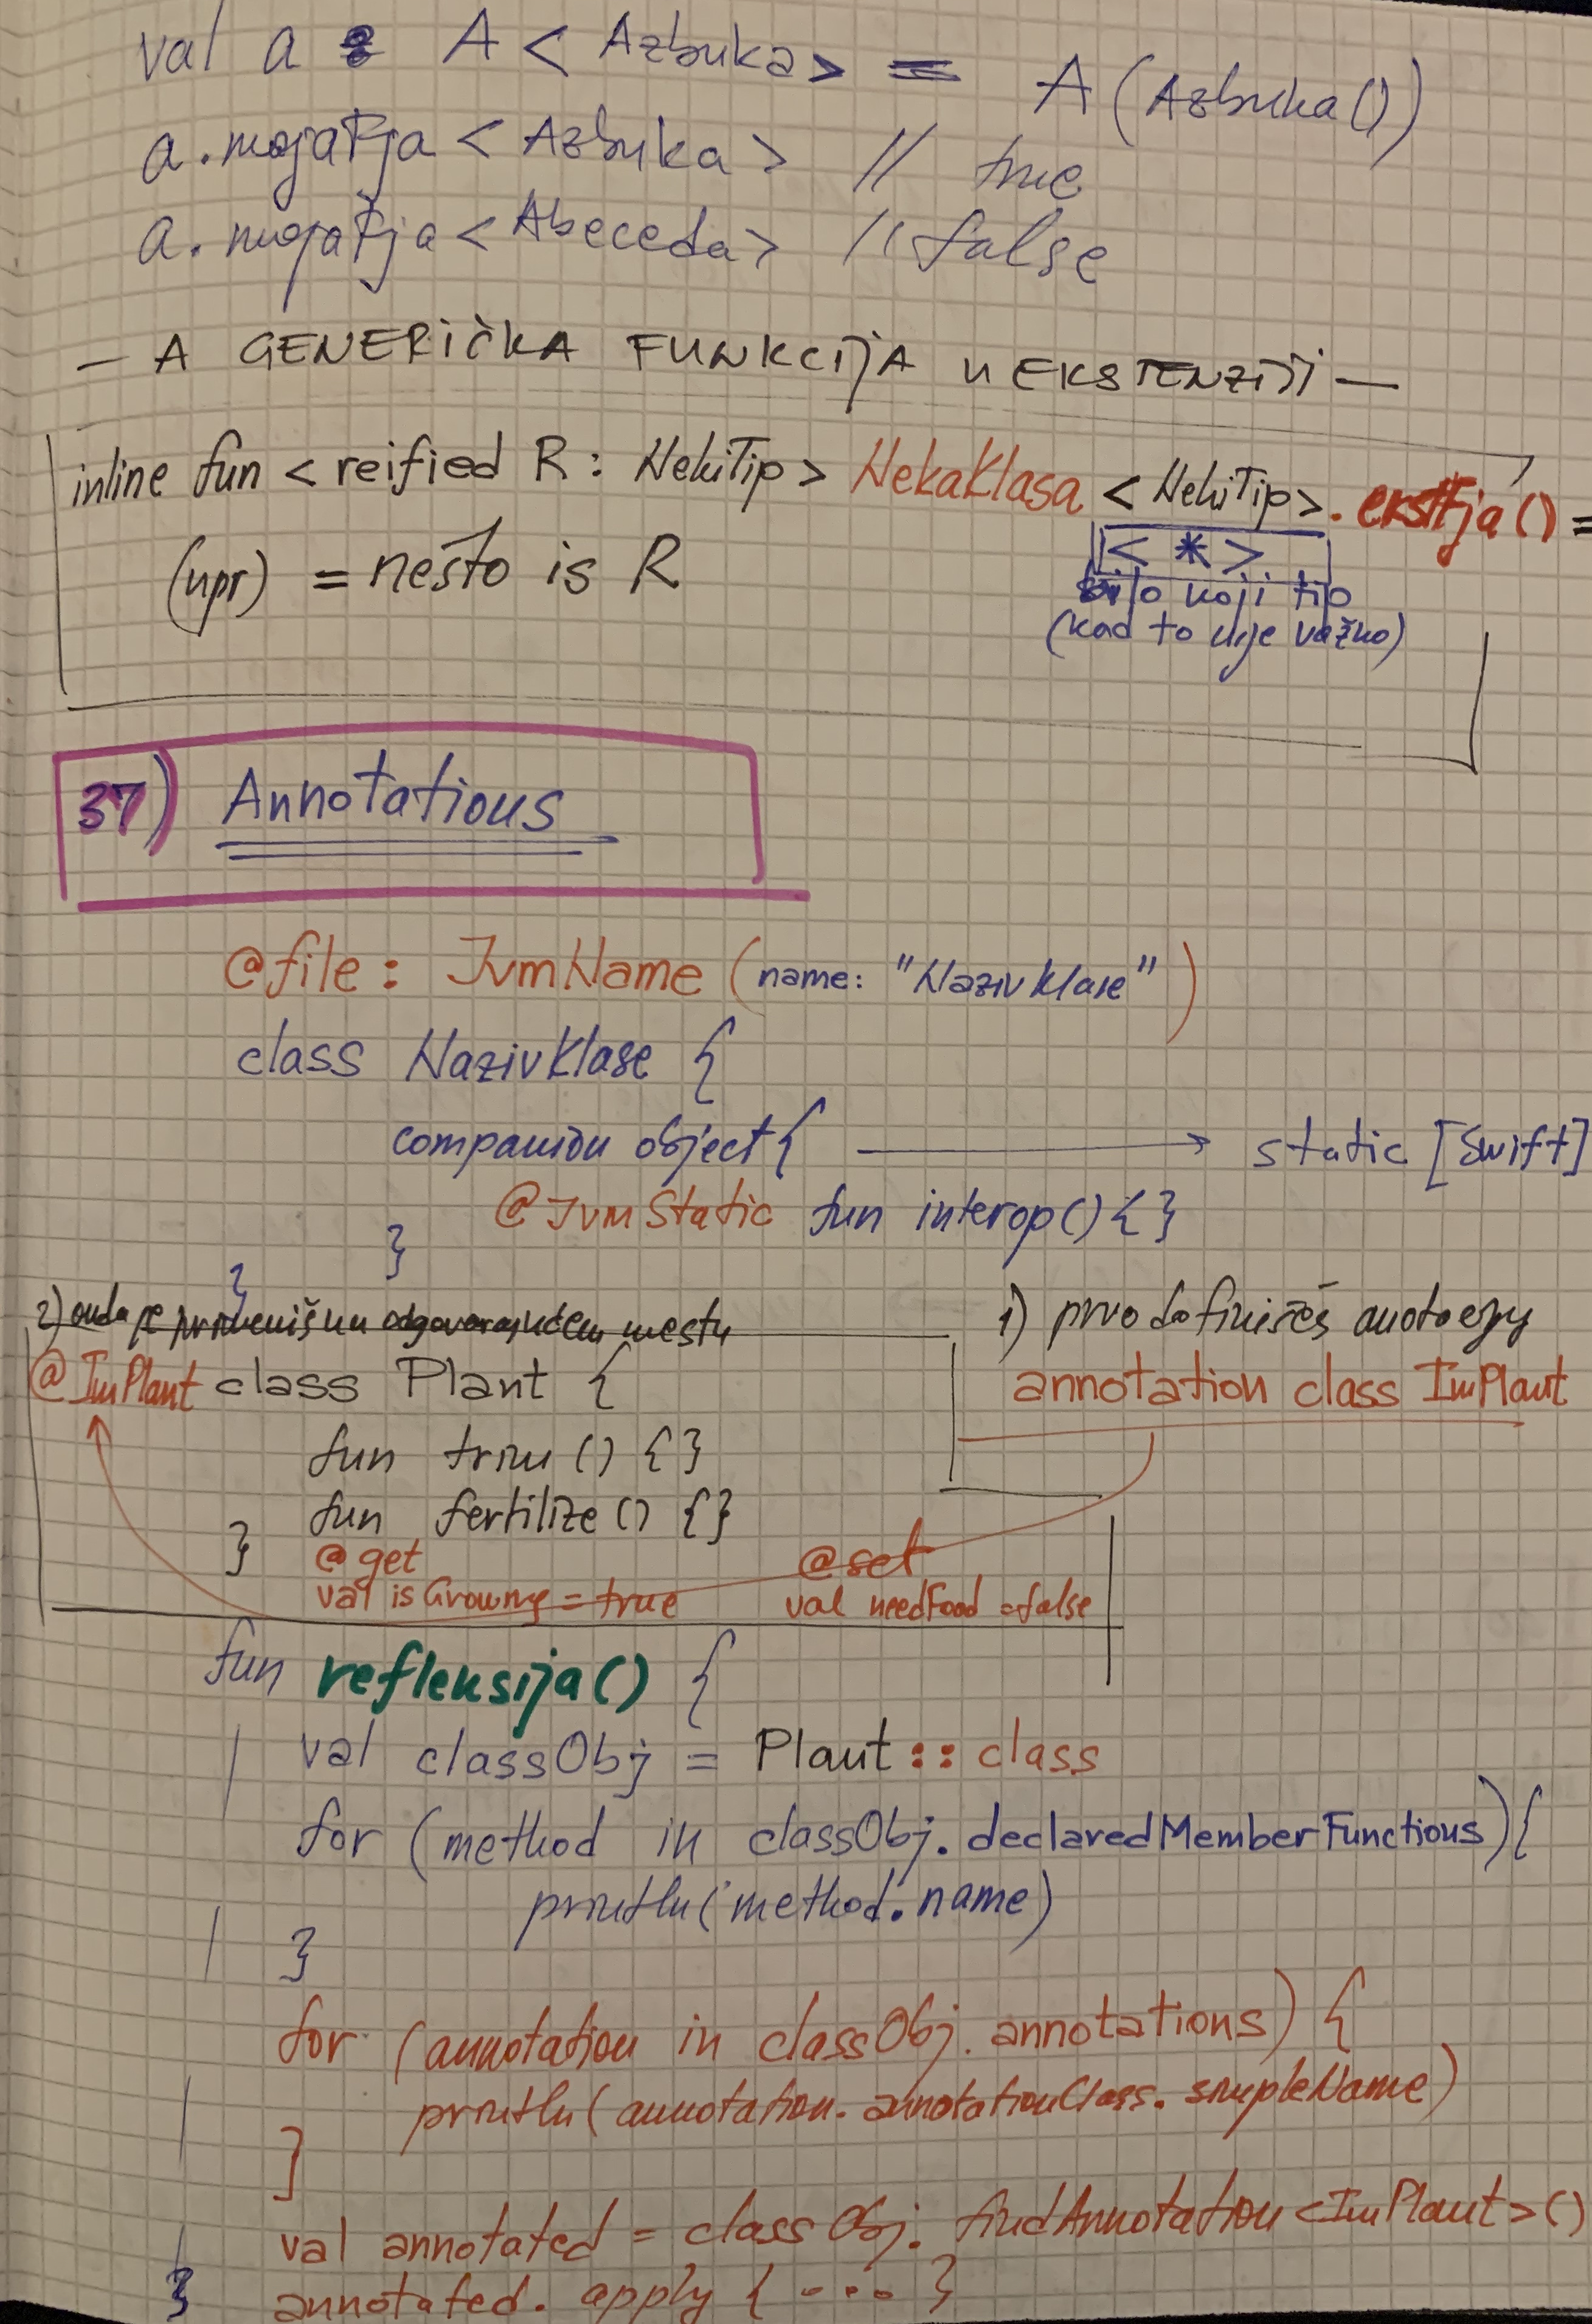 val a : A < Azbuka > = A (Azbuka())
a.mojaFja < Azbuka > // true
a.mojaFja < Abeceda > // false
— A GENERIČKA FUNKCIJA U EKSTENZIJI —
inline fun < reified R : NekiTip > NekaKlasa < NekiTip > . ekstFja () =
< * >
(npr) = nešto is R
bilo koji tip
(kad to nije važno)
37) Annotations
@file : JvmName (name: "NazivKlase")
class NazivKlase {
companion object { → static [Swift]
@JvmStatic fun interop() { }
}
}
2) onda je primeniš na odgovarajućem mestu
1) prvo definišeš anotaciju
@ImPlant class Plant {
annotation class ImPlant
fun trim () { }
fun fertilize () { }
}
@get
@set
val isGrowing = true
val needFood = false
fun refleksija() {
val classObj = Plant :: class
for (method in classObj. declaredMemberFunctions) {
println(method.name)
}
for (annotation in classObj. annotations) {
println(annotation. annotationClass. simpleName)
}
val annotated = classObj. findAnnotation <ImPlant> ()
annotated. apply { ... }
}